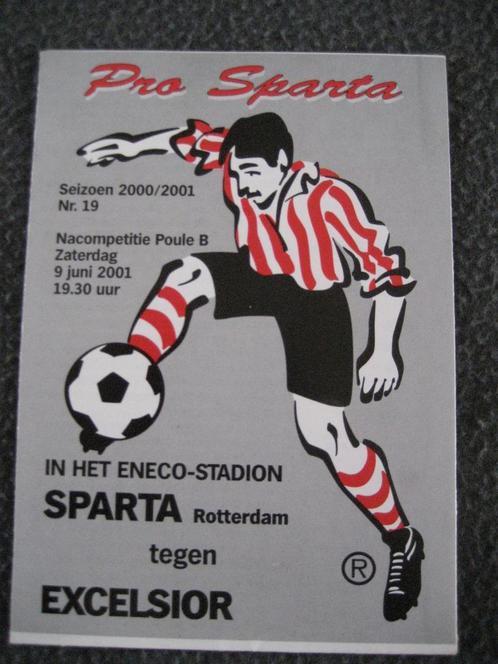 Pro Sparta
Seizoen 2000/2001
Nr. 19
Nacompetitie Poule B
Zaterdag
9 juni 2001
19.30 uur
IN HET ENECO-STADION
SPARTA Rotterdam
tegen
EXCELSIOR
®